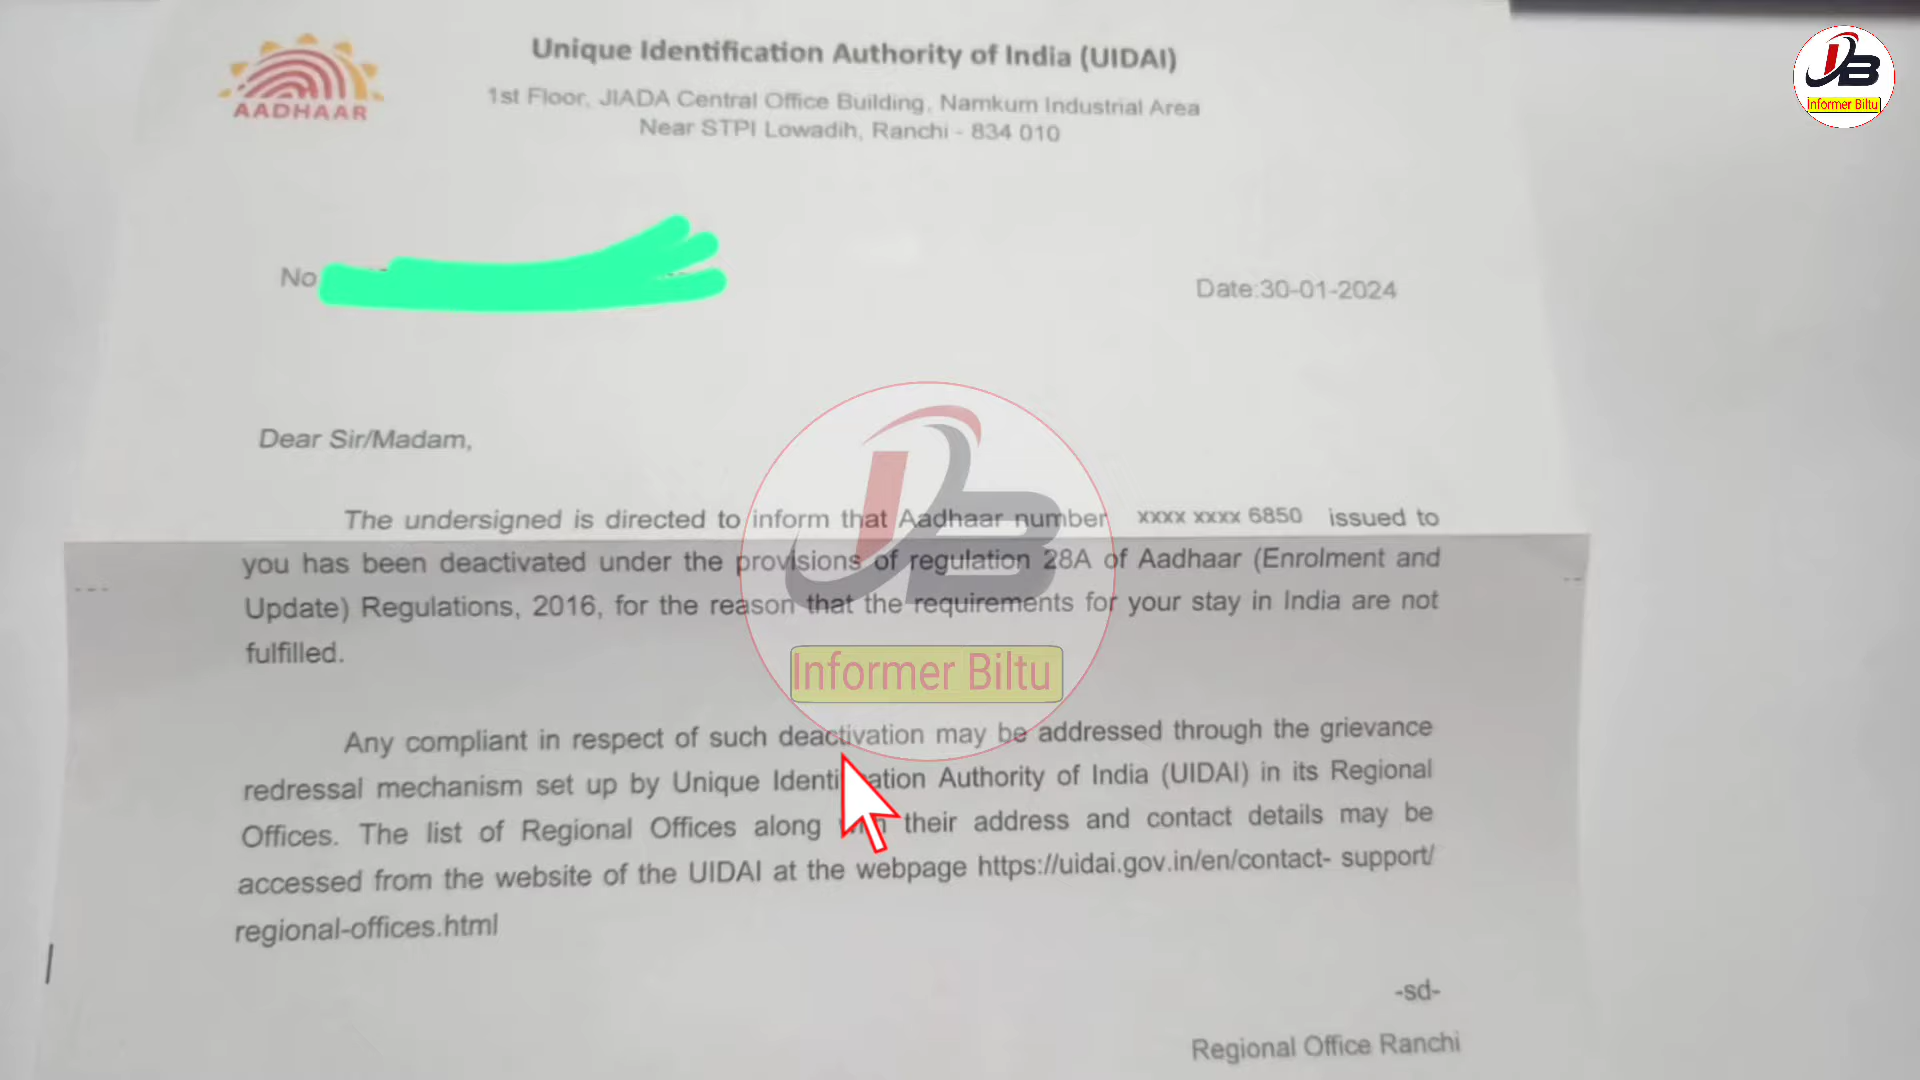 Unique Identification Authority of India (UIDAI)
1st Floor, JIADA Central Office Building, Namkum Industrial Area
Near STPI Lowadih, Ranchi - 834 010
AADHAAR
Informer Biltu
No
Date:30-01-2024
Dear Sir/Madam,
The undersigned is directed to inform that Aadhaar number xxxx xxxx 6850 issued to
you has been deactivated under the provisions of regulation 28A of Aadhaar (Enrolment and
Update) Regulations, 2016, for the reason that the requirements for your stay in India are not
fulfilled.
Informer Biltu
Any compliant in respect of such deactivation may be addressed through the grievance
redressal mechanism set up by Unique Identification Authority of India (UIDAI) in its Regional
Offices. The list of Regional Offices along with their address and contact details may be
accessed from the website of the UIDAI at the webpage https://uidai.gov.in/en/contact- support/
regional-offices.html
-sd-
Regional Office Ranchi